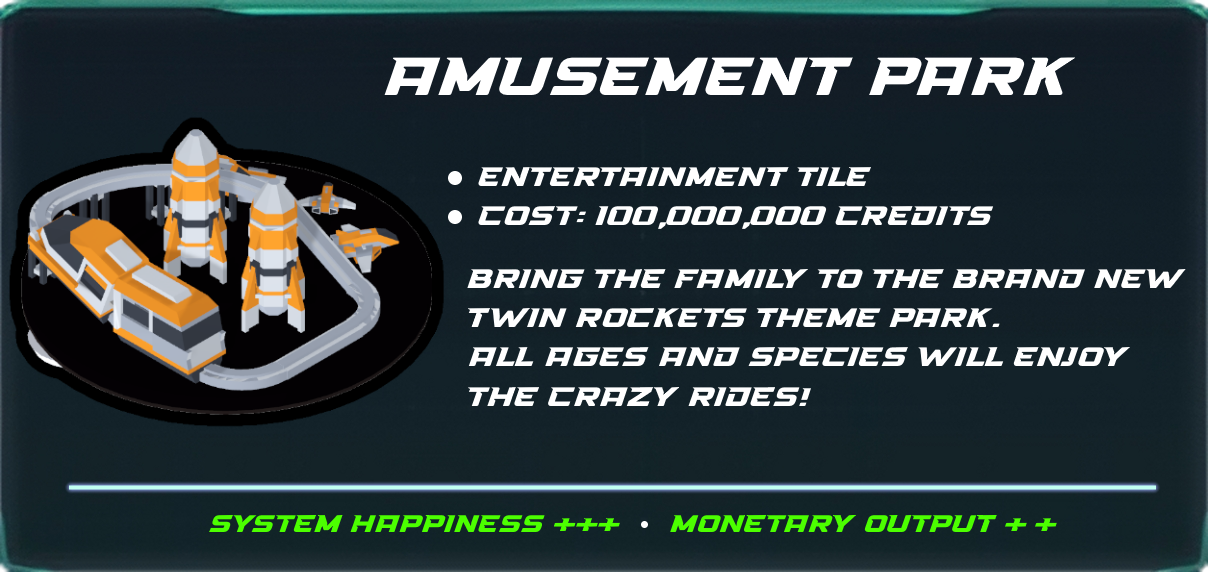 AMUSEMENT PARK
• ENTERTAINMENT TILE
• COST: 100,000,000 CREDITS
BRING THE FAMILY TO THE BRAND NEW
TWIN ROCKETS THEME PARK.
ALL AGES AND SPECIES WILL ENJOY
THE CRAZY RIDES!
SYSTEM HAPPINESS +++ • MONETARY OUTPUT + +